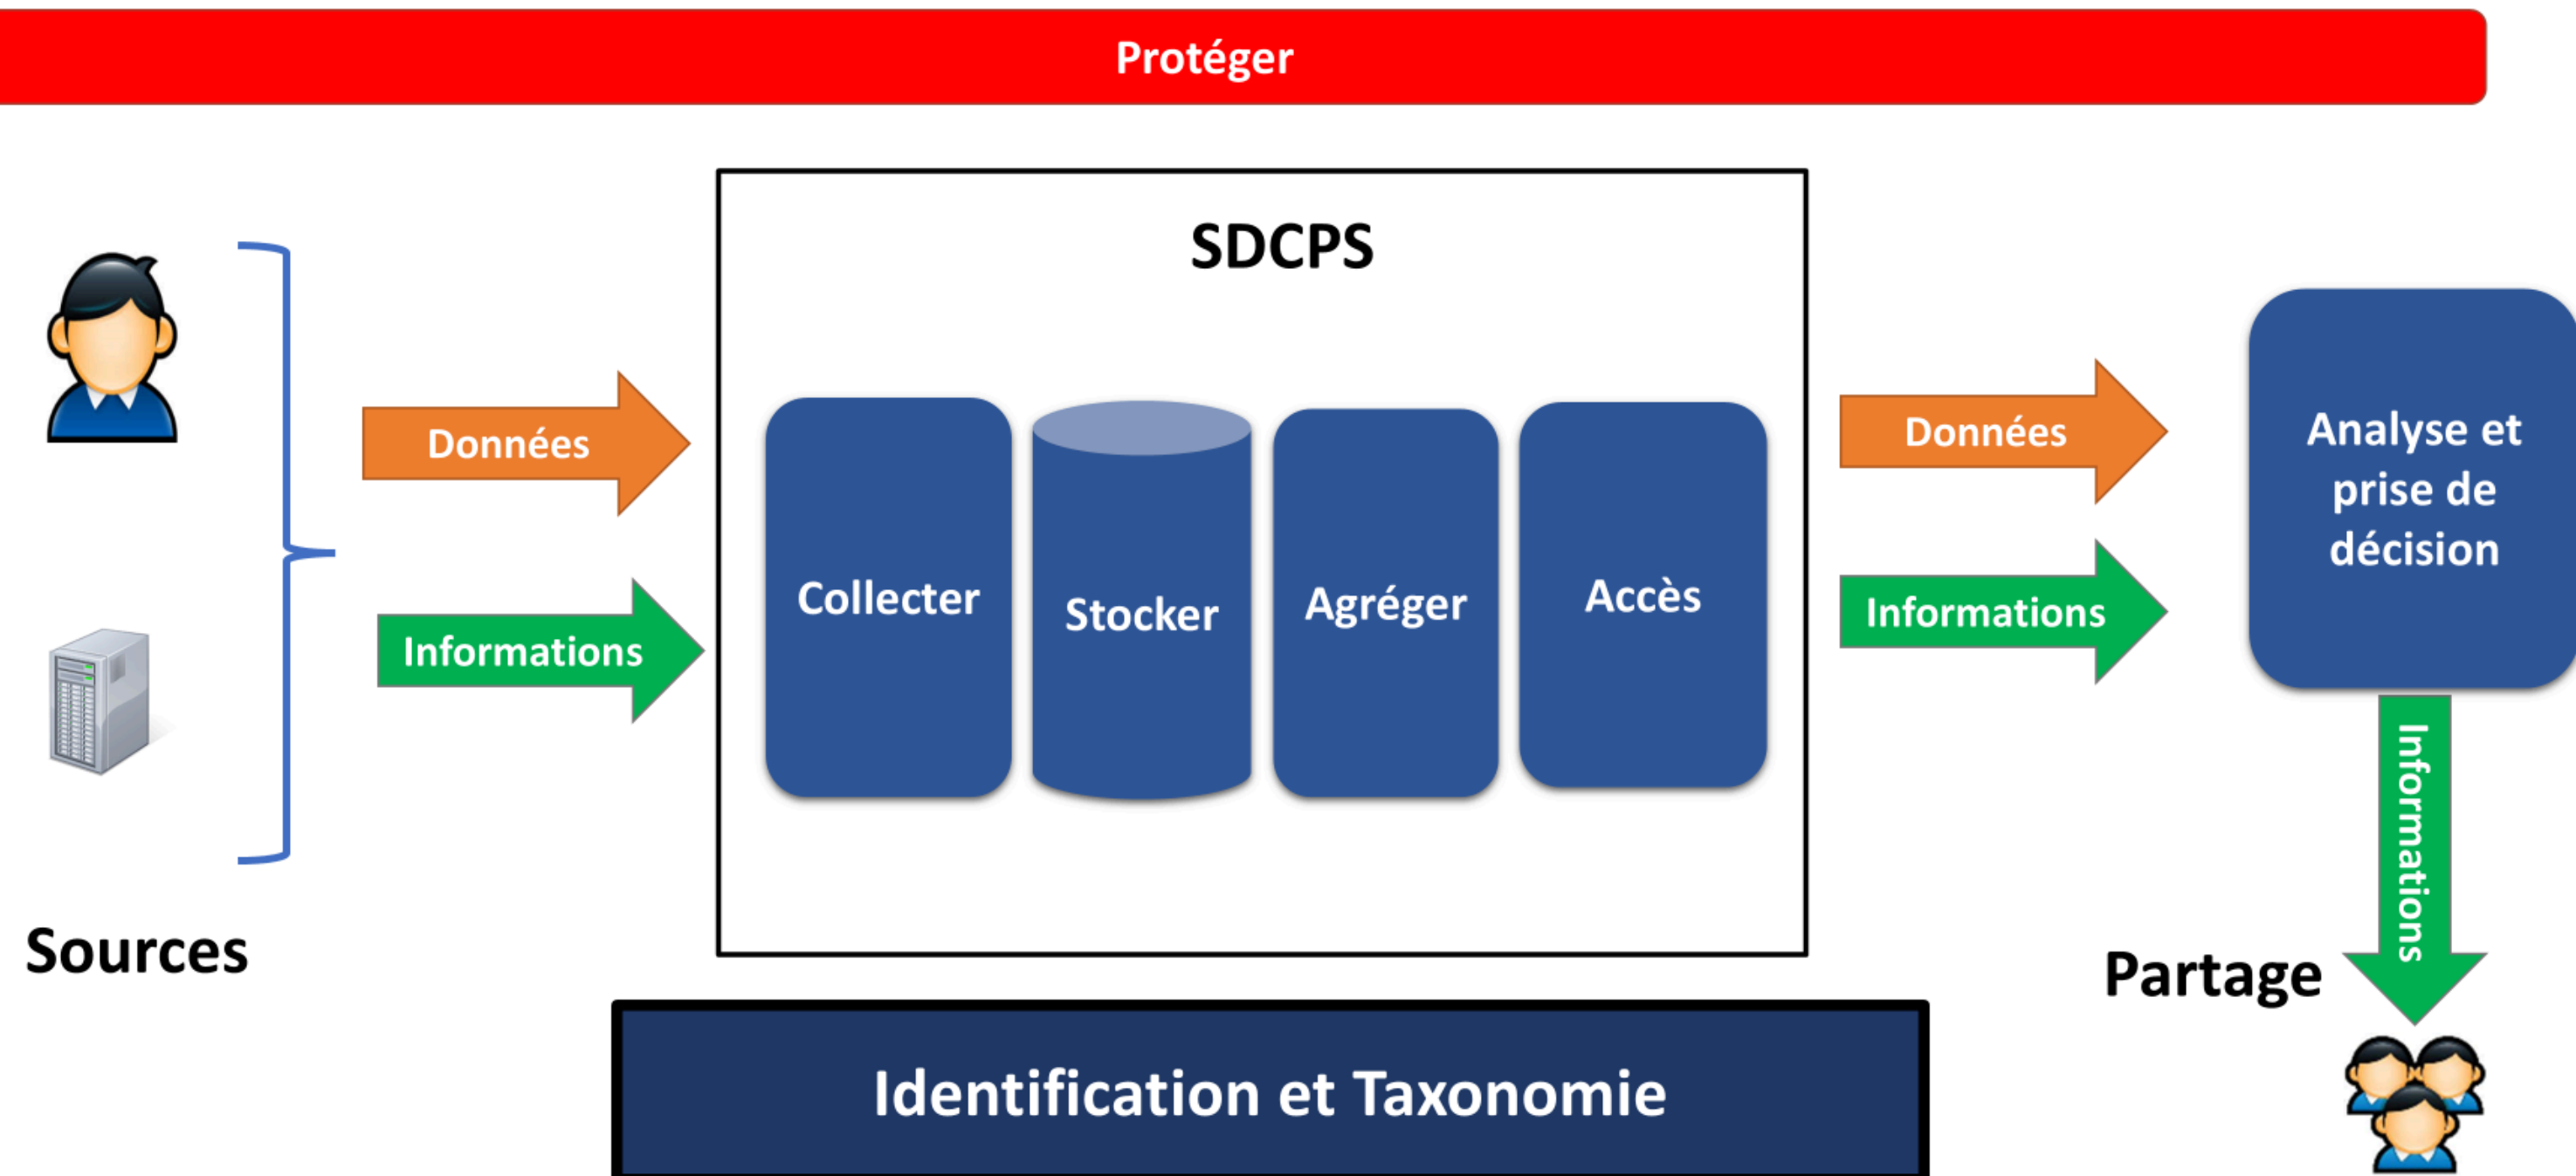 Protéger
SDCPS
Données
Informations
Collecter
Stocker
Agréger
Accès
Données
Informations
Analyse et
prise de
décision
Informations
Sources
Partage
Identification et Taxonomie